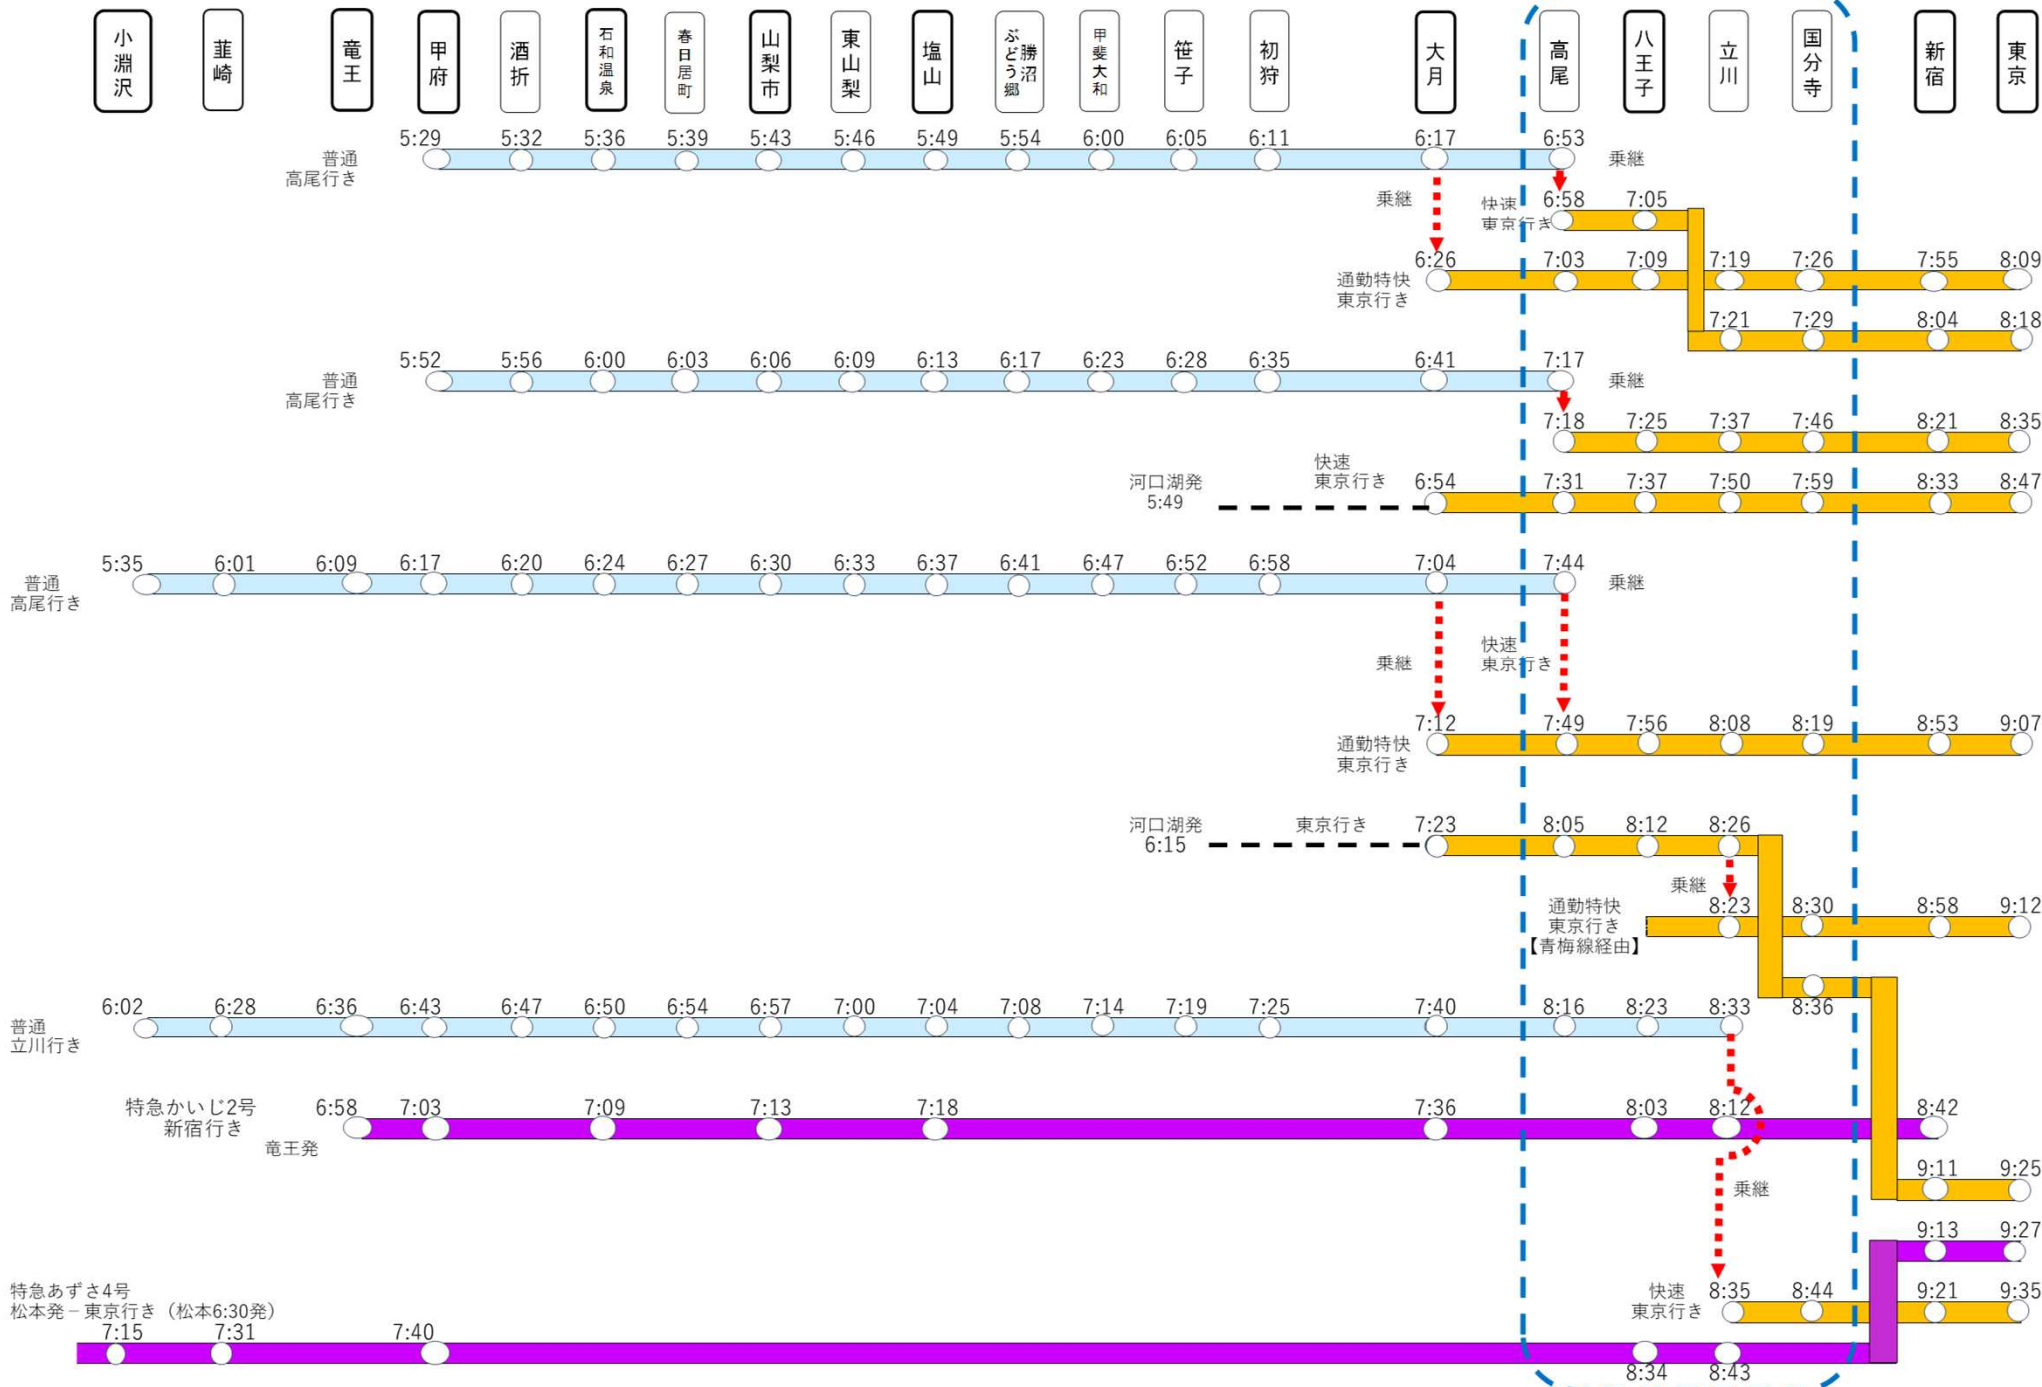 小淵沢
韮崎
竜王
甲府
酒折
石和温泉
春日居町
山梨市
東山梨
塩山
勝沼
ぶどう郷
甲斐大和
笹子
初狩
大月
高尾
八王子
立川
国分寺
新宿
東京
5:29 5:32 5:36 5:39 5:43 5:46 5:49 5:54 6:00 6:05 6:11 6:17 6:53
普通
高尾行き
乗継
乗継
快速
東京行き
6:58 7:05
6:26 7:03 7:09 7:19 7:26 7:55 8:09
通勤特快
東京行き
7:21 7:29 8:04 8:18
5:52 5:56 6:00 6:03 6:06 6:09 6:13 6:17 6:23 6:28 6:35 6:41 7:17
普通
高尾行き
乗継
7:18 7:25 7:37 7:46 8:21 8:35
河口湖発
5:49
快速
東京行き
6:54 7:31 7:37 7:50 7:59 8:33 8:47
5:35 6:01 6:09 6:17 6:20 6:24 6:27 6:30 6:33 6:37 6:41 6:47 6:52 6:58 7:04 7:44
普通
高尾行き
乗継
乗継
快速
東京行き
7:12 7:49 7:56 8:08 8:19 8:53 9:07
通勤特快
東京行き
河口湖発
6:15
東京行き
7:23 8:05 8:12 8:26
乗継
通勤特快
東京行き
【青梅線経由】
8:23 8:30 8:58 9:12
8:36
6:02 6:28 6:36 6:43 6:47 6:50 6:54 6:57 7:00 7:04 7:08 7:14 7:19 7:25 7:40 8:16 8:23 8:33
普通
立川行き
特急かいじ2号
新宿行き
竜王発
6:58 7:03 7:09 7:13 7:18 7:36 8:03 8:12 8:42
乗継
9:11 9:25
9:13 9:27
特急あずさ4号
松本発－東京行き（松本6:30発）
快速
東京行き
8:35 8:44 9:21 9:35
7:15 7:31 7:40
8:34 8:43